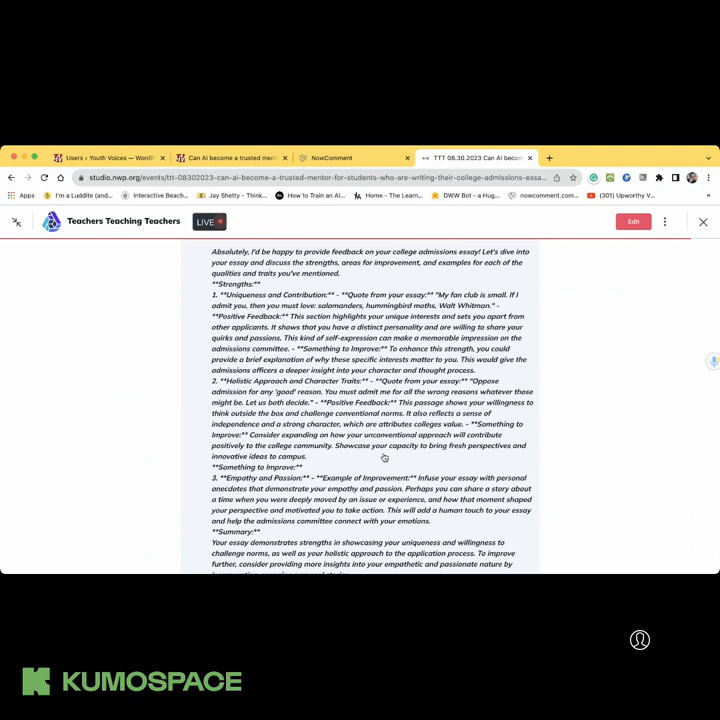 Users ‹ Youth Voices — WordP
Can AI become a trusted ment
NowComment
TTT 08.30.2023 Can AI becom
studio.nwp.org/events/ttt-08302023-can-ai-become-a-trusted-mentor-for-students-who-are-writing-their-college-admissions-essa...
Apps
I'm a Luddite (and...
Interactive Beach...
Jay Shetty - Think...
How to Train an AI...
Home - The Learn...
DWW Bot - a Hug...
nowcomment.com...
(301) Upworthy V...
Teachers Teaching Teachers
LIVE
Edit
Absolutely, I'd be happy to provide feedback on your college admissions essay! Let's dive into
your essay and discuss the strengths, areas for improvement, and examples for each of the
qualities and traits you've mentioned.
**Strengths:**
1. **Uniqueness and Contribution:** - **Quote from your essay:** "My fan club is small. If I
admit you, then you must love: salamanders, hummingbird moths, Walt Whitman." -
**Positive Feedback:** This section highlights your unique interests and sets you apart from
other applicants. It shows that you have a distinct personality and are willing to share your
quirks and passions. This kind of self-expression can make a memorable impression on the
admissions committee. - **Something to Improve:** To enhance this strength, you could
provide a brief explanation of why these specific interests matter to you. This would give the
admissions officers a deeper insight into your character and thought process.
2. **Holistic Approach and Character Traits:** - **Quote from your essay:** "Oppose
admission for any 'good' reason. You must admit me for all the wrong reasons whatever those
might be. Let us both decide." - **Positive Feedback:** This passage shows your willingness to
think outside the box and challenge conventional norms. It also reflects a sense of
independence and a strong character, which are attributes colleges value. - **Something to
Improve:** Consider expanding on how your unconventional approach will contribute
positively to the college community. Showcase your capacity to bring fresh perspectives and
innovative ideas to campus.
**Something to Improve:**
3. **Empathy and Passion:** - **Example of Improvement:** Infuse your essay with personal
anecdotes that demonstrate your empathy and passion. Perhaps you can share a story about
a time when you were deeply moved by an issue or experience, and how that moment shaped
your perspective and motivated you to take action. This will add a human touch to your essay
and help the admissions committee connect with your emotions.
**Summary:**
Your essay demonstrates strengths in showcasing your uniqueness and willingness to
challenge norms, as well as your holistic approach to the application process. To improve
further, consider providing more insights into your empathetic and passionate nature by
KUMOSPACE